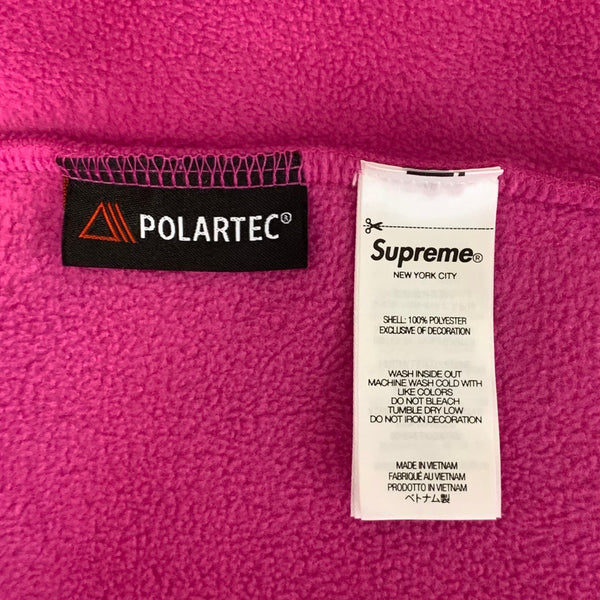 POLARTEC®
Supreme®
NEW YORK CITY
SHELL: 100% POLYESTER
EXCLUSIVE OF DECORATION
WASH INSIDE OUT
MACHINE WASH COLD WITH
LIKE COLORS
DO NOT BLEACH
TUMBLE DRY LOW
DO NOT IRON DECORATION
MADE IN VIETNAM
FABRIQUÉ AU VIETNAM
PRODOTTO IN VIETNAM
ベトナム製